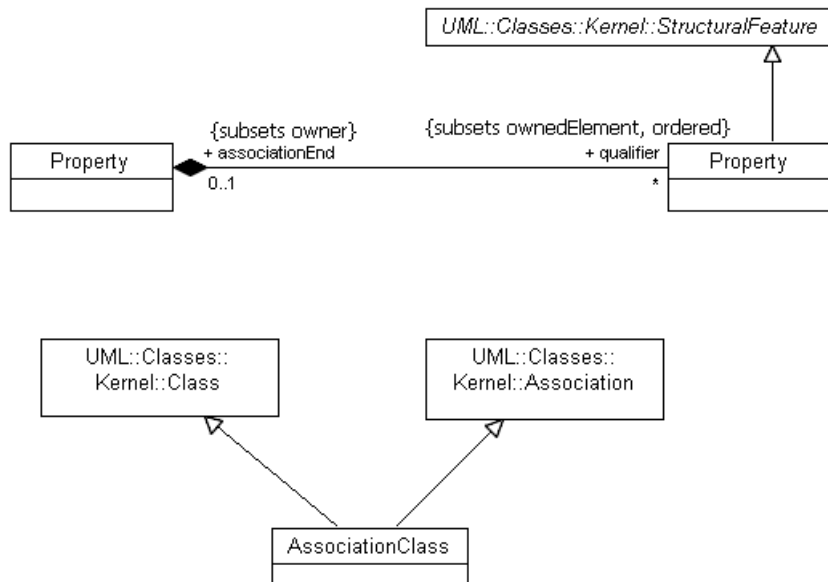 UML::Classes::Kernel::StructuralFeature
{subsets owner}
{subsets ownedElement, ordered}
Property
+ associationEnd
+ qualifier
Property
0..1
*
UML::Classes::
Kernel::Class
UML::Classes::
Kernel::Association
AssociationClass